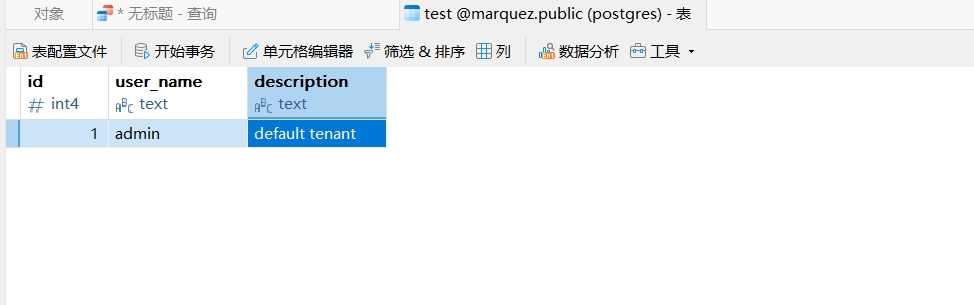 对象 * 无标题 - 查询 test @marquez.public (postgres) - 表
表配置文件 开始事务 单元格编辑器 筛选 & 排序 列 数据分析 工具
id user_name description
# int4 ABC text ABC text
1 admin default tenant